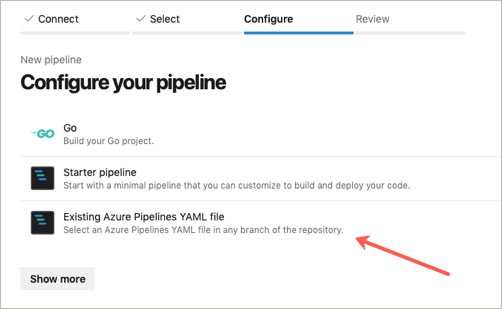 Connect Select Configure Review
New pipeline
Configure your pipeline
GO Go
Build your Go project.
Starter pipeline
Start with a minimal pipeline that you can customize to build and deploy your code.
Existing Azure Pipelines YAML file
Select an Azure Pipelines YAML file in any branch of the repository.
Show more